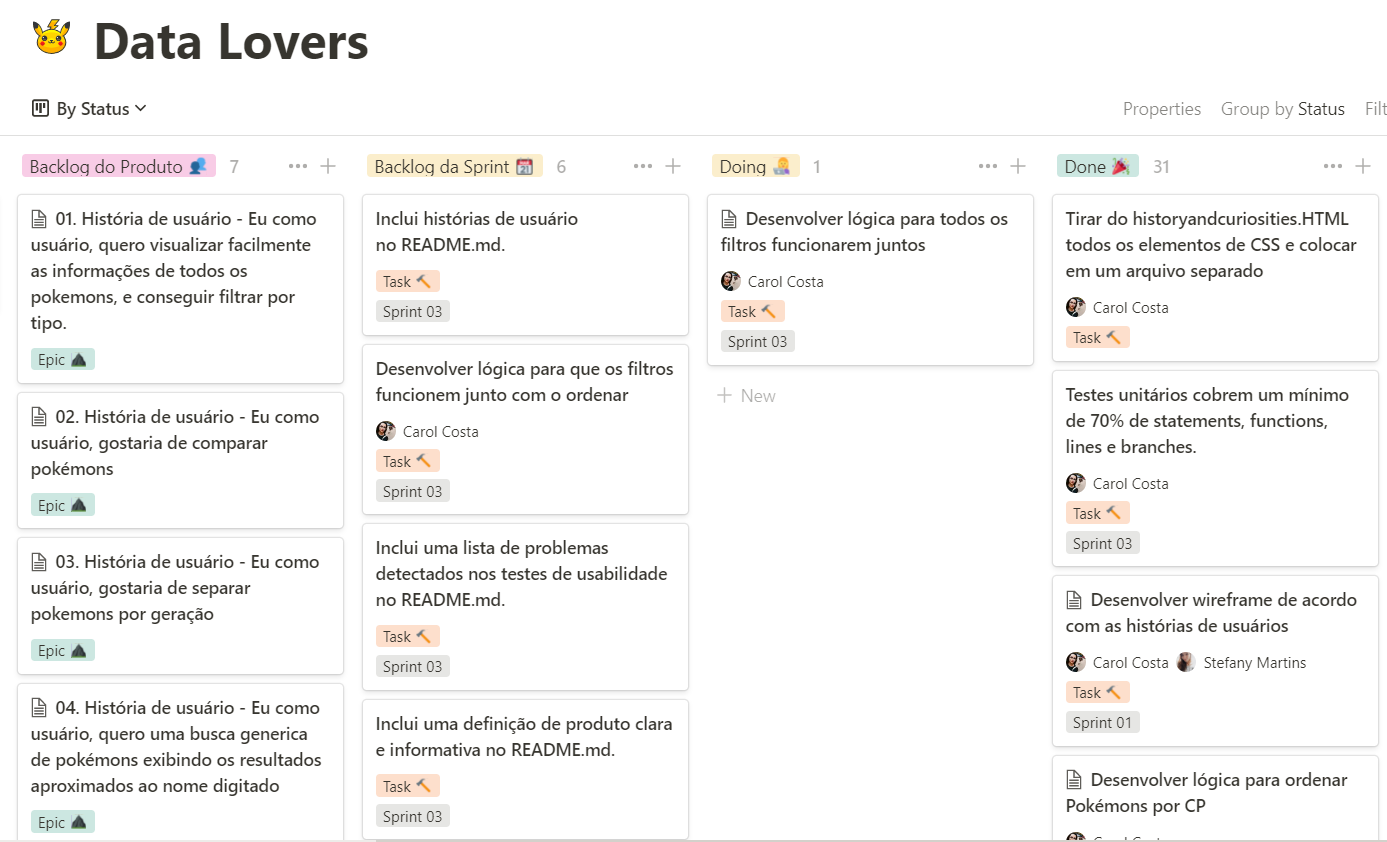 Data Lovers
By Status
Properties Group by Status Filt
Backlog do Produto 7
01. História de usuário - Eu como
usuário, quero visualizar facilmente
as informações de todos os
pokemons, e conseguir filtrar por
tipo.
Epic
02. História de usuário - Eu como
usuário, gostaria de comparar
pokémons
Epic
03. História de usuário - Eu como
usuário, gostaria de separar
pokemons por geração
Epic
04. História de usuário - Eu como
usuário, quero uma busca generica
de pokémons exibindo os resultados
aproximados ao nome digitado
Epic
Backlog da Sprint 6
Inclui histórias de usuário
no README.md.
Task
Sprint 03
Desenvolver lógica para que os filtros
funcionem junto com o ordenar
Carol Costa
Task
Sprint 03
Inclui uma lista de problemas
detectados nos testes de usabilidade
no README.md.
Task
Sprint 03
Inclui uma definição de produto clara
e informativa no README.md.
Task
Sprint 03
Doing 1
Desenvolver lógica para todos os
filtros funcionarem juntos
Carol Costa
Task
Sprint 03
New
Done 31
Tirar do historyandcuriosities.HTML
todos os elementos de CSS e colocar
em um arquivo separado
Carol Costa
Task
Testes unitários cobrem um mínimo
de 70% de statements, functions,
lines e branches.
Carol Costa
Task
Sprint 03
Desenvolver wireframe de acordo
com as histórias de usuários
Carol Costa Stefany Martins
Task
Sprint 01
Desenvolver lógica para ordenar
Pokémons por CP